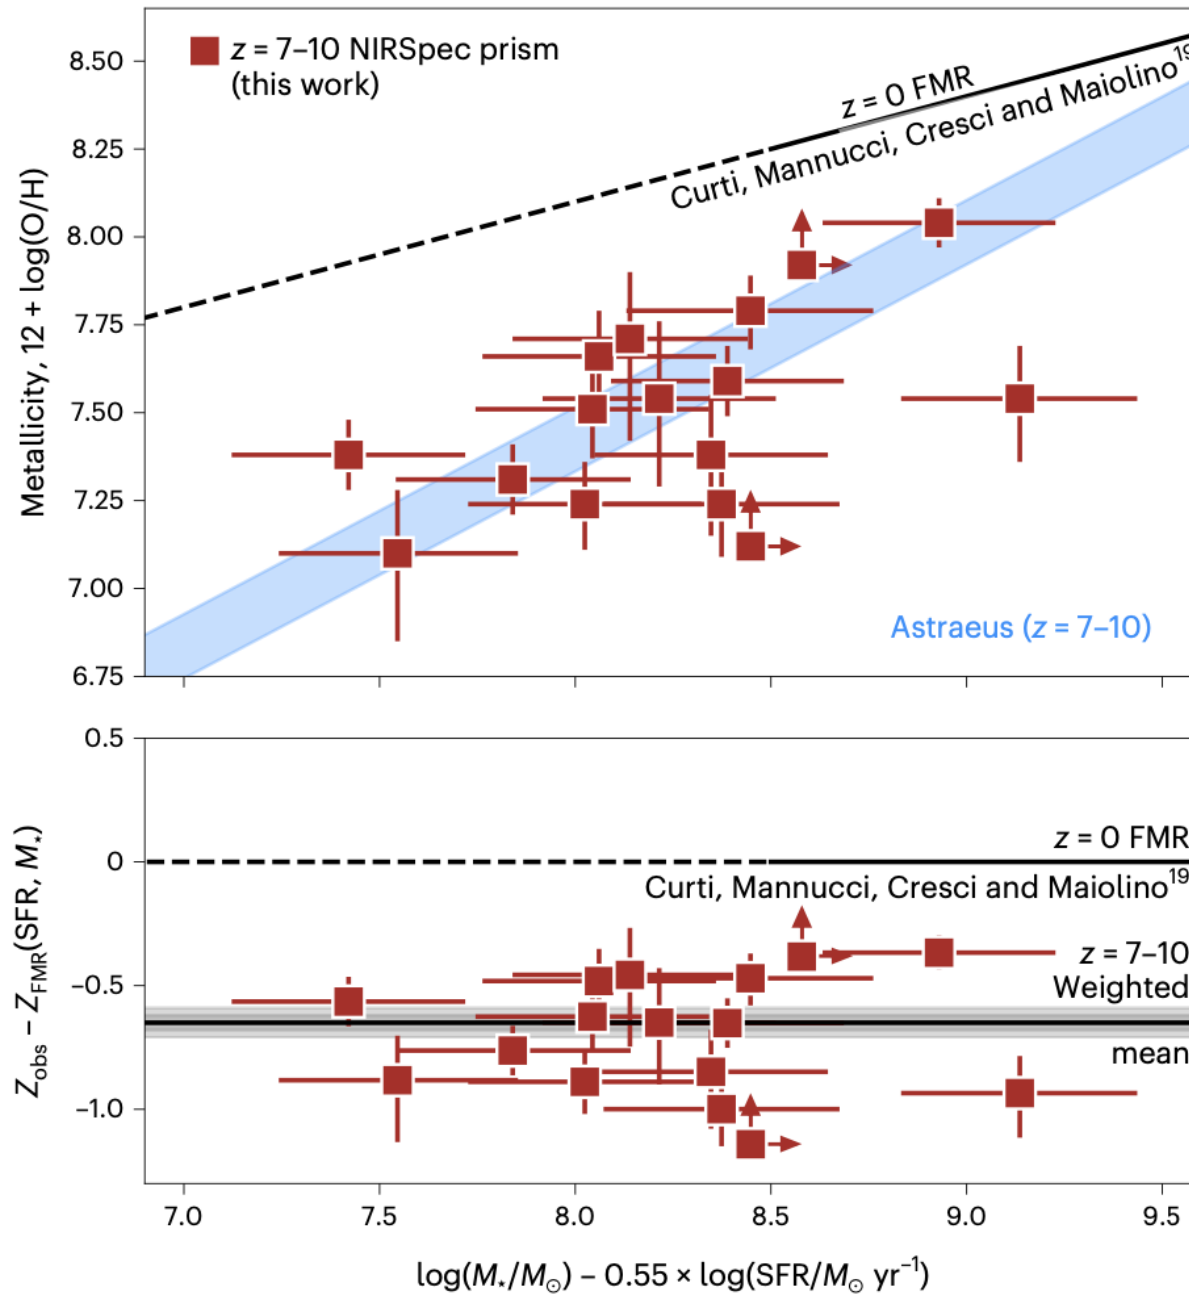 z = 7–10 NIRSpec prism
(this work)
z = 0 FMR
Curti, Mannucci, Cresci and Maiolino19
Astraeus (z = 7–10)
Metallicity, 12 + log(O/H)
8.50
8.25
8.00
7.75
7.50
7.25
7.00
6.75
0.5
0
–0.5
–1.0
Zobs – ZFMR(SFR, M⋆)
z = 0 FMR
Curti, Mannucci, Cresci and Maiolino19
z = 7–10
Weighted
mean
7.0 7.5 8.0 8.5 9.0 9.5
log(M⋆/M⊙) – 0.55 × log(SFR/M⊙ yr−1)